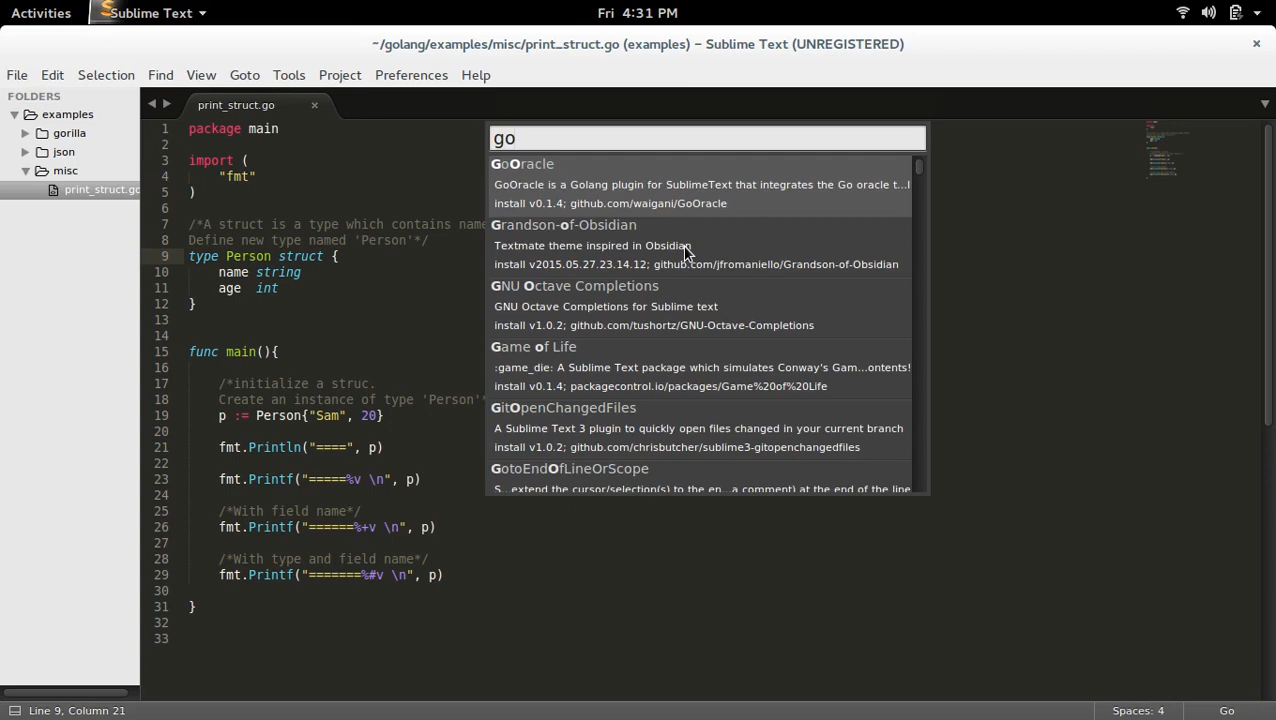 Activities
Sublime Text
Fri 4:31 PM
~/golang/examples/misc/print_struct.go (examples) – Sublime Text (UNREGISTERED)
×
File Edit Selection Find View Goto Tools Project Preferences Help
FOLDERS
examples
gorilla
json
misc
print_struct.go
print_struct.go ×
1 package main
2
3 import (
4 "fmt"
5 )
6
7 /*A struct is a type which contains name
8 Define new type named 'Person'*/
9 type Person struct {
10 name string
11 age int
12 }
13
14
15 func main(){
16
17 /*initialize a struc.
18 Create an instance of type 'Person'*
19 p := Person{"Sam", 20}
20
21 fmt.Println("====", p)
22
23 fmt.Printf("=====%v \n", p)
24
25 /*With field name*/
26 fmt.Printf("======%+v \n", p)
27
28 /*With type and field name*/
29 fmt.Printf("=======%#v \n", p)
30
31 }
32
33
go
GoOracle
GoOracle is a Golang plugin for SublimeText that integrates the Go oracle t...l
install v0.1.4; github.com/waigani/GoOracle
Grandson-of-Obsidian
Textmate theme inspired in Obsidian
install v2015.05.27.23.14.12; github.com/jfromaniello/Grandson-of-Obsidian
GNU Octave Completions
GNU Octave Completions for Sublime text
install v1.0.2; github.com/tushortz/GNU-Octave-Completions
Game of Life
:game_die: A Sublime Text package which simulates Conway's Gam...ontents!
install v0.1.4; packagecontrol.io/packages/Game%20of%20Life
GitOpenChangedFiles
A Sublime Text 3 plugin to quickly open files changed in your current branch
install v1.0.2; github.com/chrisbutcher/sublime3-gitopenchangedfiles
GotoEndOfLineOrScope
S...extend the cursor/selection(s) to the en...a comment) at the end of the line
Line 9, Column 21
Spaces: 4
Go